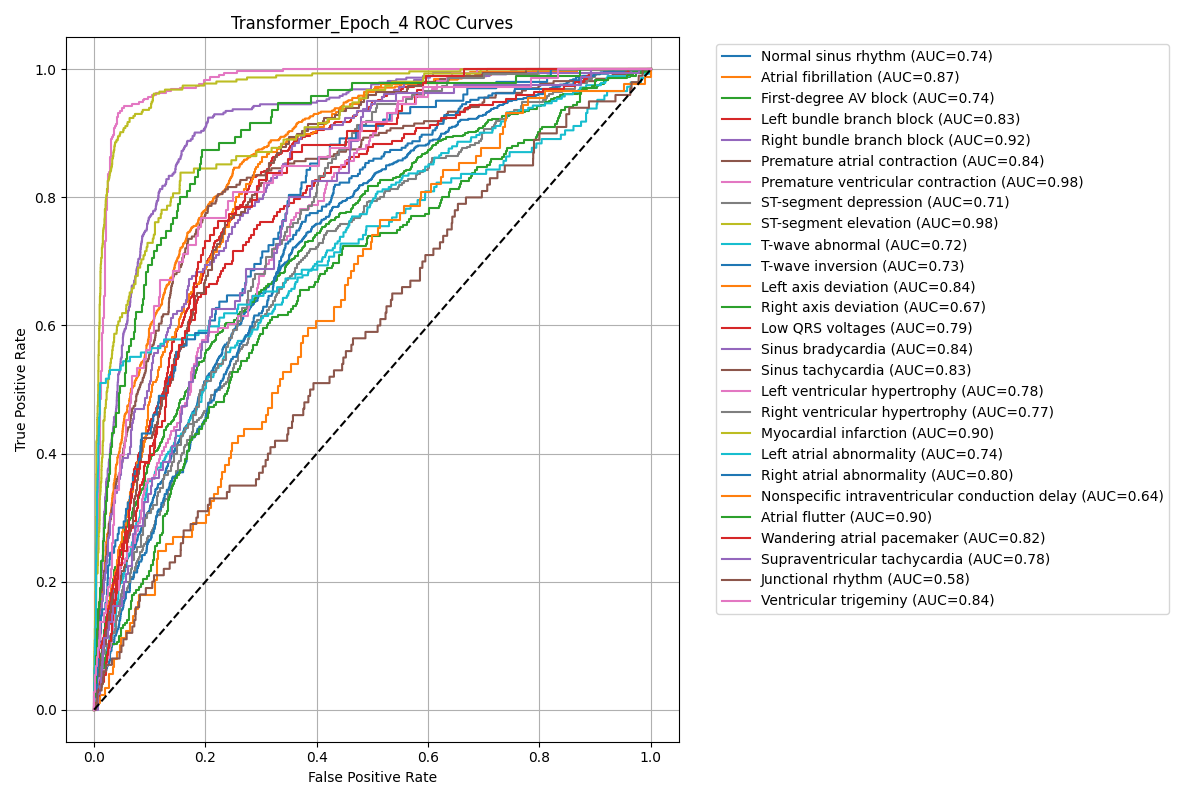 Transformer_Epoch_4 ROC Curves
True Positive Rate
1.0
0.8
0.6
0.4
0.2
0.0
0.0 0.2 0.4 0.6 0.8 1.0
False Positive Rate
Normal sinus rhythm (AUC=0.74)
Atrial fibrillation (AUC=0.87)
First-degree AV block (AUC=0.74)
Left bundle branch block (AUC=0.83)
Right bundle branch block (AUC=0.92)
Premature atrial contraction (AUC=0.84)
Premature ventricular contraction (AUC=0.98)
ST-segment depression (AUC=0.71)
ST-segment elevation (AUC=0.98)
T-wave abnormal (AUC=0.72)
T-wave inversion (AUC=0.73)
Left axis deviation (AUC=0.84)
Right axis deviation (AUC=0.67)
Low QRS voltages (AUC=0.79)
Sinus bradycardia (AUC=0.84)
Sinus tachycardia (AUC=0.83)
Left ventricular hypertrophy (AUC=0.78)
Right ventricular hypertrophy (AUC=0.77)
Myocardial infarction (AUC=0.90)
Left atrial abnormality (AUC=0.74)
Right atrial abnormality (AUC=0.80)
Nonspecific intraventricular conduction delay (AUC=0.64)
Atrial flutter (AUC=0.90)
Wandering atrial pacemaker (AUC=0.82)
Supraventricular tachycardia (AUC=0.78)
Junctional rhythm (AUC=0.58)
Ventricular trigeminy (AUC=0.84)